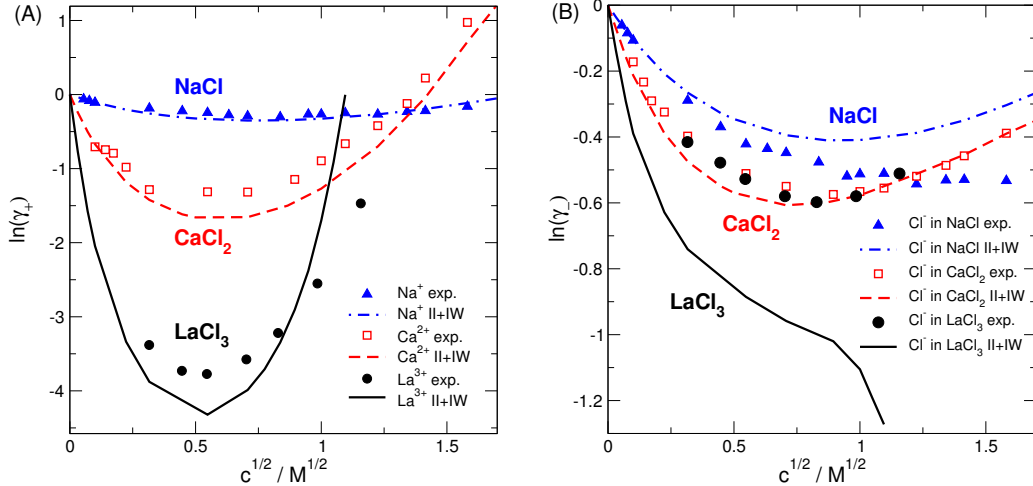 (A)
ln(γ₊)
1
0
-1
-2
-3
-4
NaCl
CaCl₂
LaCl₃
Na⁺ exp.
Na⁺ II+IW
Ca²⁺ exp.
Ca²⁺ II+IW
La³⁺ exp.
La³⁺ II+IW
0 0.5 1 1.5
c^{1/2} / M^{1/2}
(B)
ln(γ₋)
0
-0.2
-0.4
-0.6
-0.8
-1
-1.2
NaCl
CaCl₂
LaCl₃
Cl⁻ in NaCl exp.
Cl⁻ in NaCl II+IW
Cl⁻ in CaCl₂ exp.
Cl⁻ in CaCl₂ II+IW
Cl⁻ in LaCl₃ exp.
Cl⁻ in LaCl₃ II+IW
0 0.5 1 1.5
c^{1/2} / M^{1/2}